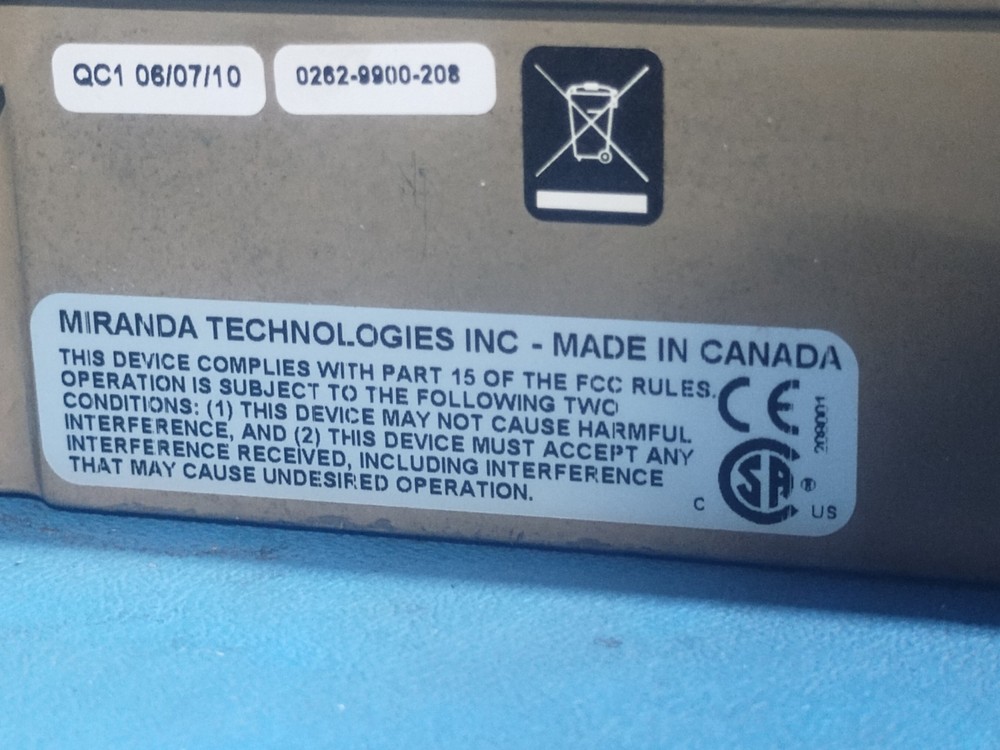 QC1 06/07/10
0262-9900-208
MIRANDA TECHNOLOGIES INC - MADE IN CANADA
THIS DEVICE COMPLIES WITH PART 15 OF THE FCC RULES.
OPERATION IS SUBJECT TO THE FOLLOWING TWO
CONDITIONS: (1) THIS DEVICE MAY NOT CAUSE HARMFUL
INTERFERENCE, AND (2) THIS DEVICE MUST ACCEPT ANY
INTERFERENCE RECEIVED, INCLUDING INTERFERENCE
THAT MAY CAUSE UNDESIRED OPERATION.
CE
C SA ® US